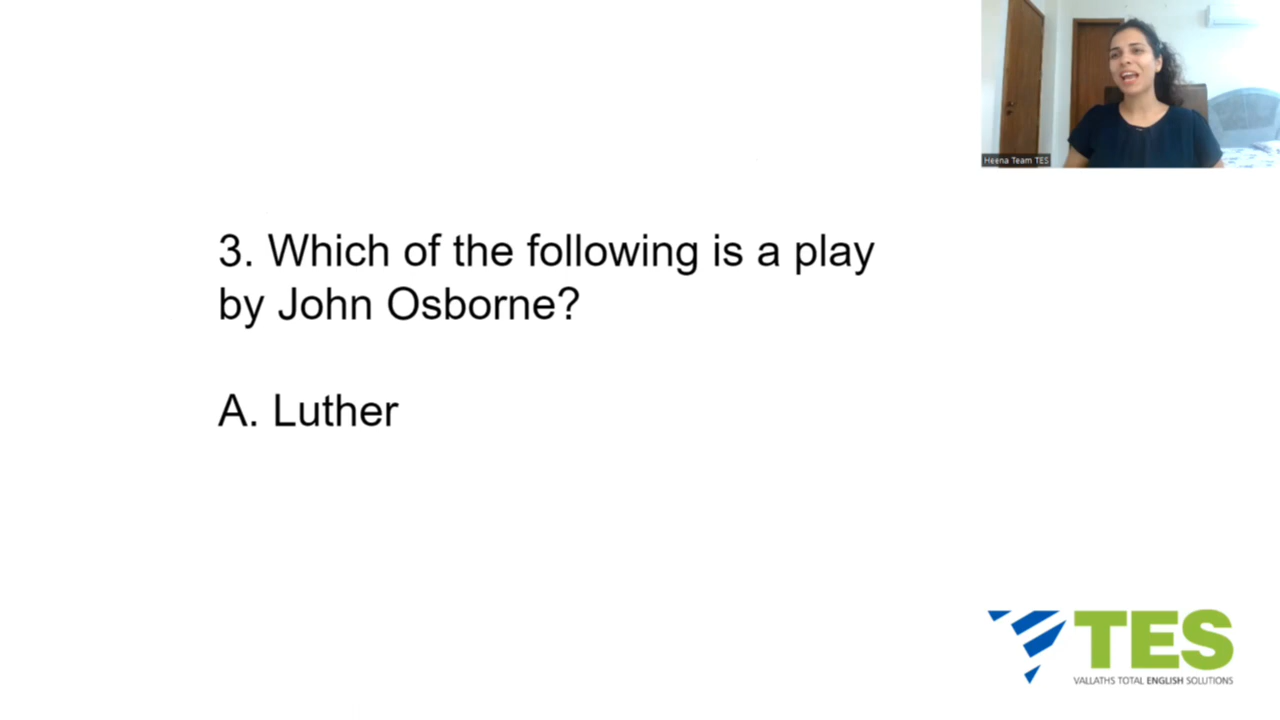 Heena Team TES
3. Which of the following is a play
by John Osborne?
A. Luther
TES
VALLATHS TOTAL ENGLISH SOLUTIONS